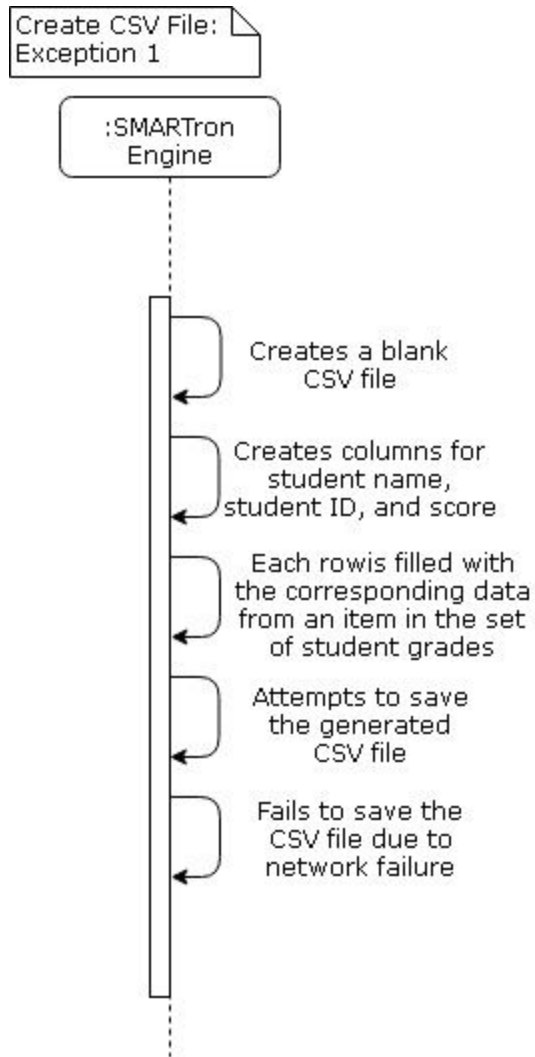 Create CSV File:
Exception 1
:SMARTron
Engine
Creates a blank
CSV file
Creates columns for
student name,
student ID, and score
Each rowis filled with
the corresponding data
from an item in the set
of student grades
Attempts to save
the generated
CSV file
Fails to save the
CSV file due to
network failure